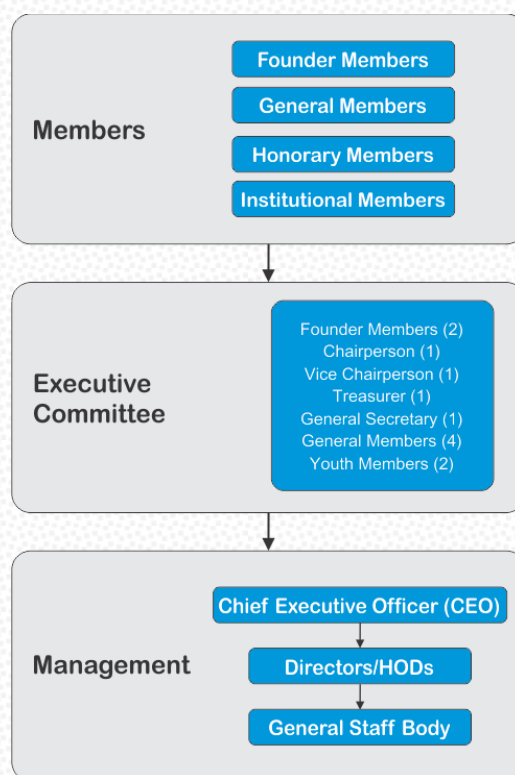 Members
Founder Members
General Members
Honorary Members
Institutional Members
Executive
Committee
Founder Members (2)
Chairperson (1)
Vice Chairperson (1)
Treasurer (1)
General Secretary (1)
General Members (4)
Youth Members (2)
Management
Chief Executive Officer (CEO)
Directors/HODs
General Staff Body